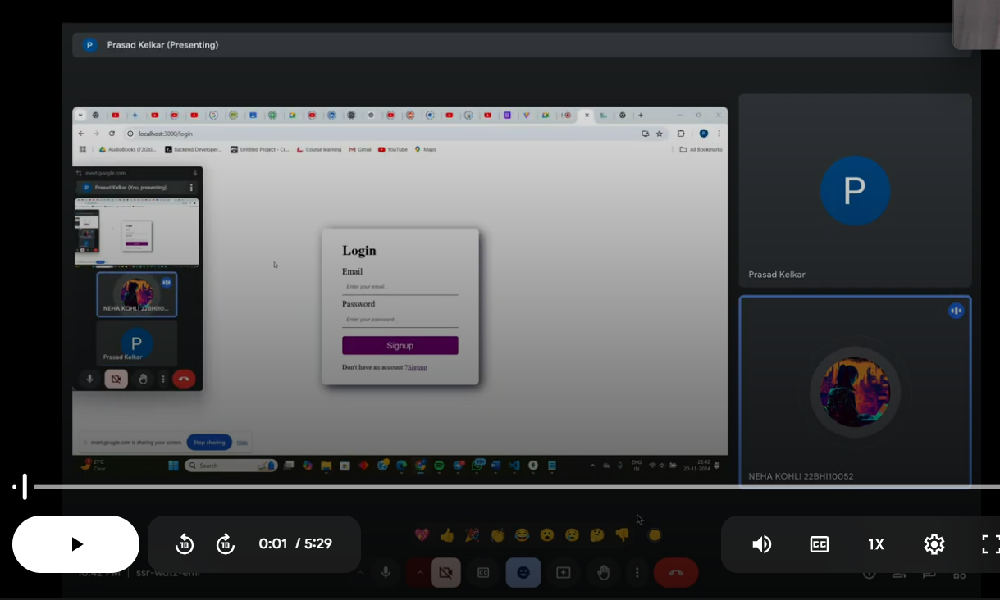 P Prasad Kelkar (Presenting)
localhost:3000/login
AudioBooks (72Gb)...
Backend Developer...
Untitled Project - Cr...
Course learning
Gmail
YouTube
Maps
All Bookmarks
meet.google.com
P Prasad Kelkar (You, presenting)
NEHA KOHLI 22BHI10...
P
Prasad Kelkar
Login
Email
Enter your email..
Password
Enter your password..
Signup
Don't have an account ?Signup
meet.google.com is sharing your screen.
Stop sharing
Hide
P
Prasad Kelkar
NEHA KOHLI 22BHI10052
21°C
Clear
Search
ENG
IN
22:42
20-11-2024
10
10
0:01 / 5:29
CC
1X
10:42 PM